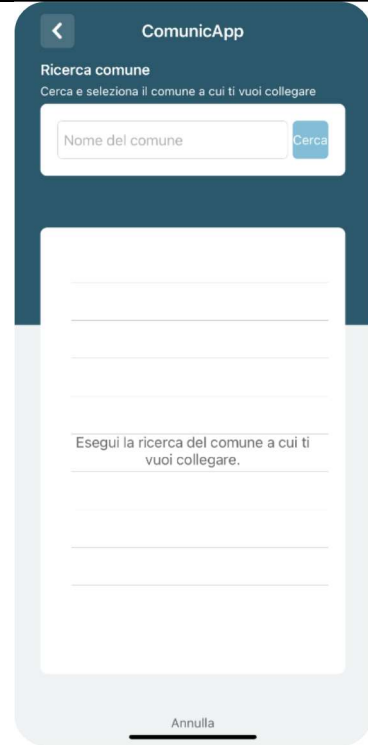 ComunicApp
Ricerca comune
Cerca e seleziona il comune a cui ti vuoi collegare
Nome del comune
Cerca
Esegui la ricerca del comune a cui ti
vuoi collegare.
Annulla